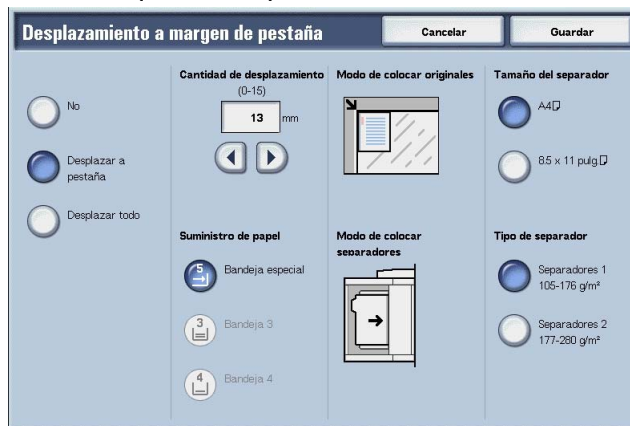 Desplazamiento a margen de pestaña
Cancelar
Guardar
No
Desplazar a
pestaña
Desplazar todo
Cantidad de desplazamiento
(0-15)
13 mm
Suministro de papel
5
Bandeja especial
3
Bandeja 3
4
Bandeja 4
Modo de colocar originales
Modo de colocar
separadores
Tamaño del separador
A4
8.5 x 11 pulg.
Tipo de separador
Separadores 1
105-176 g/m²
Separadores 2
177-280 g/m²